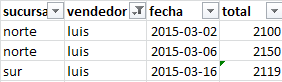 sucursal vendedor fecha total
norte luis 2015-03-02 2100
norte luis 2015-03-06 2150
sur luis 2015-03-16 2119